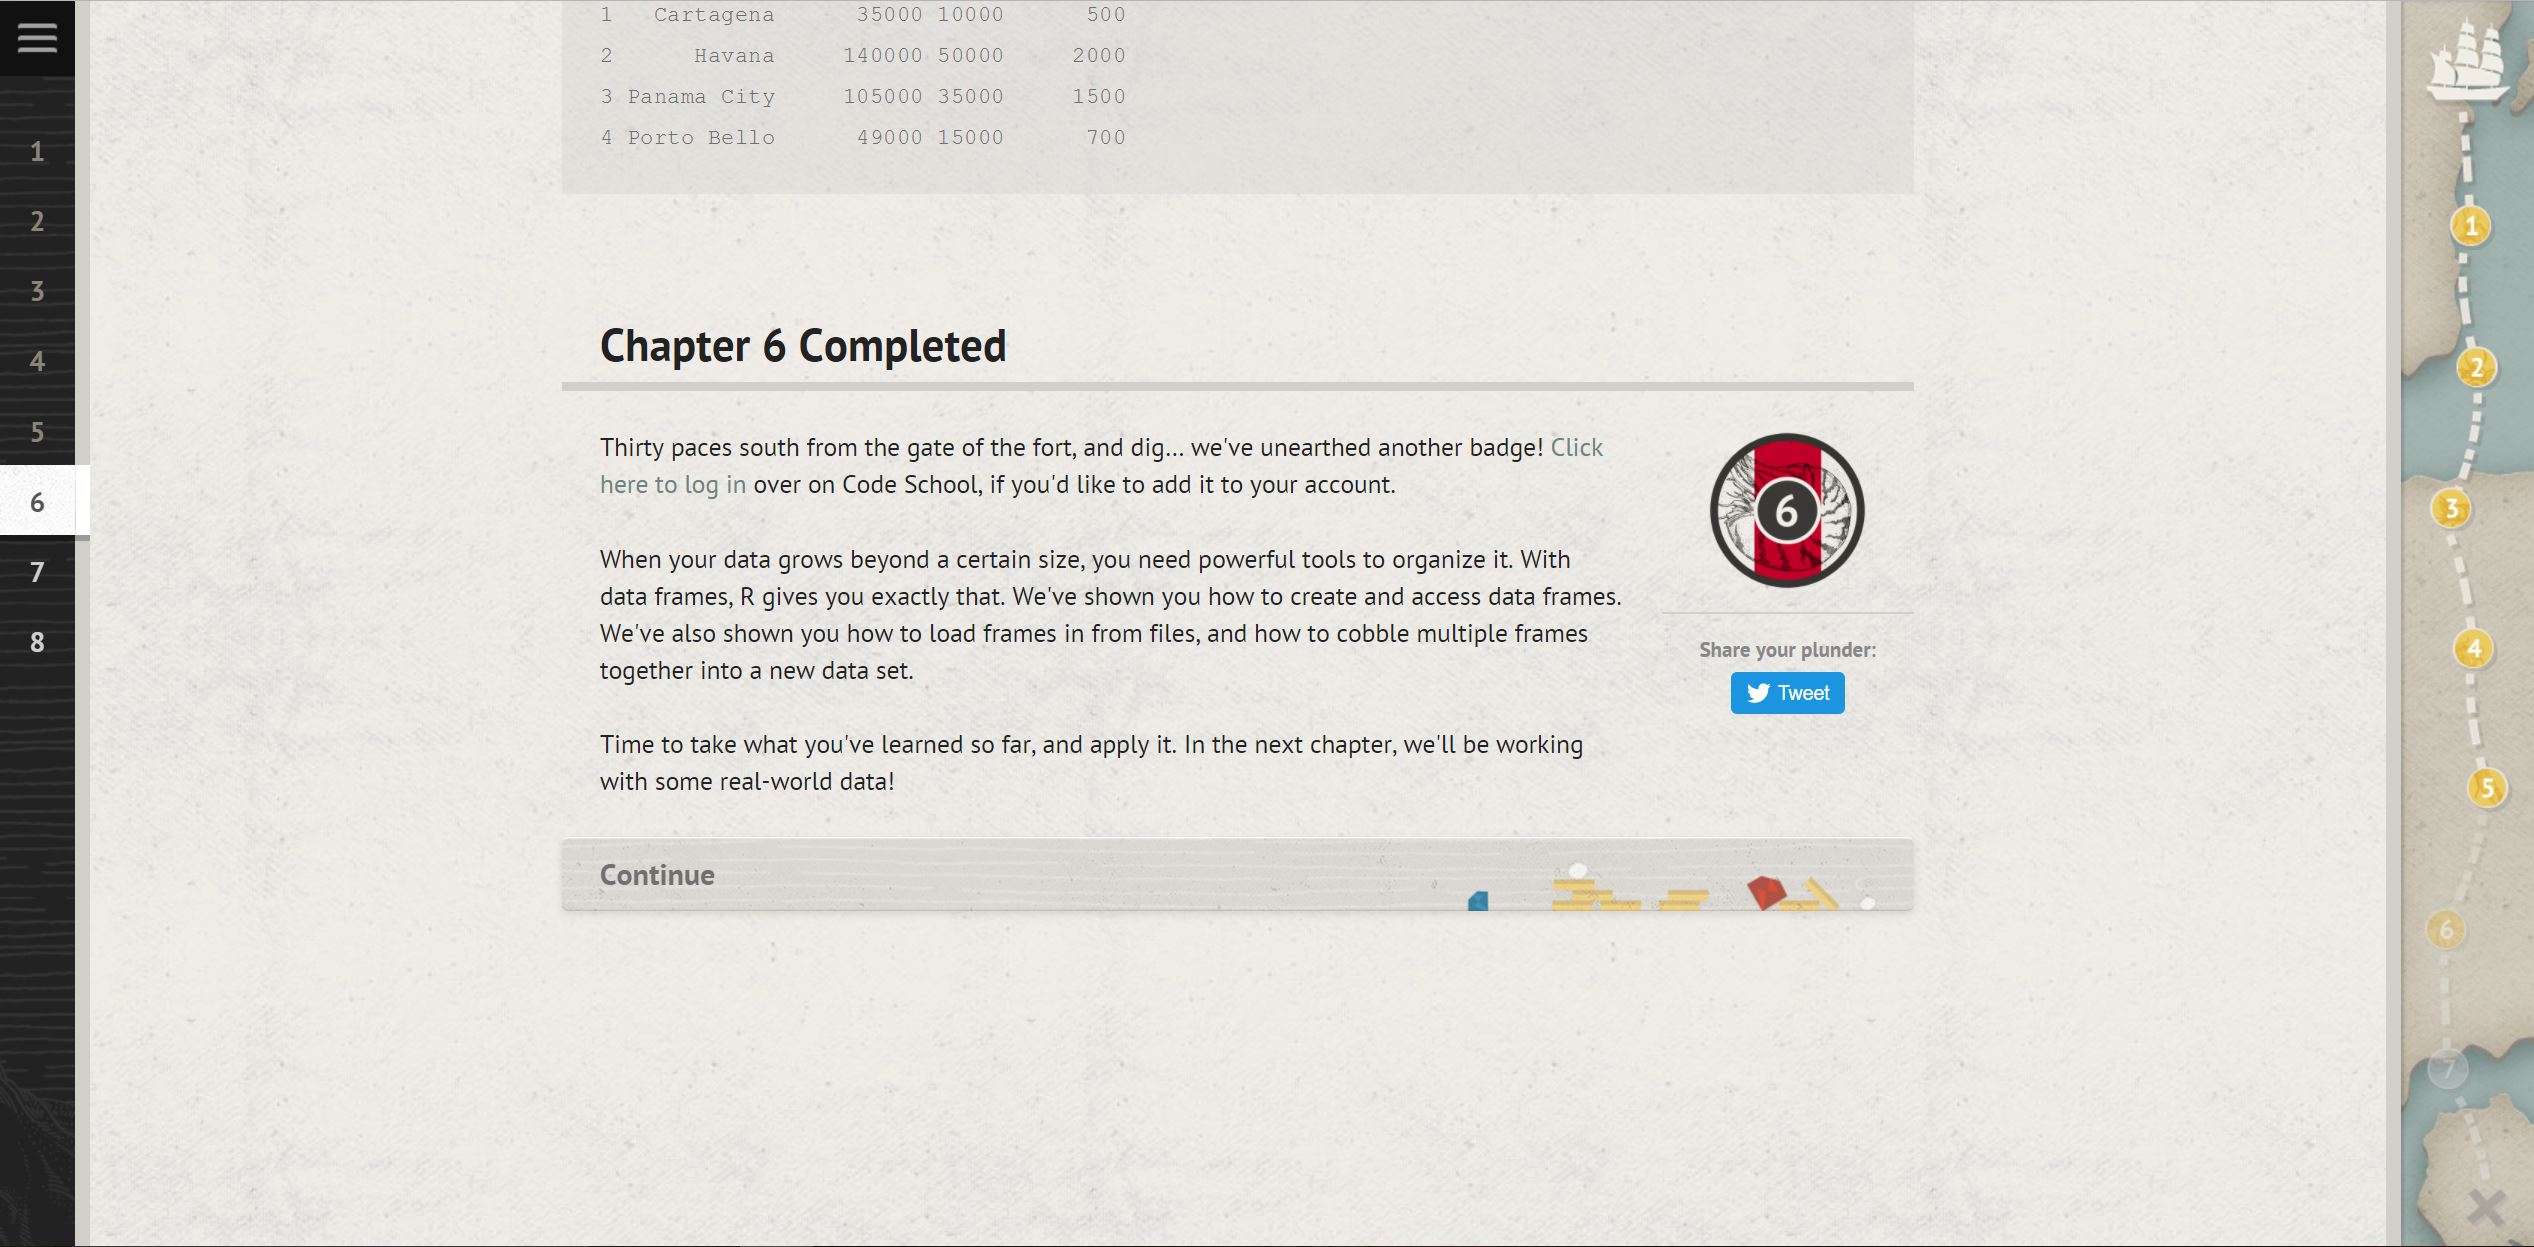 1   Cartagena     35000 10000      500
2      Havana     140000 50000     2000
3 Panama City     105000 35000     1500
4 Porto Bello      49000 15000      700
1
2
3
4
5
6
7
8
Chapter 6 Completed
Thirty paces south from the gate of the fort, and dig... we've unearthed another badge! Click
here to log in over on Code School, if you'd like to add it to your account.
When your data grows beyond a certain size, you need powerful tools to organize it. With
data frames, R gives you exactly that. We've shown you how to create and access data frames.
We've also shown you how to load frames in from files, and how to cobble multiple frames
together into a new data set.
Time to take what you've learned so far, and apply it. In the next chapter, we'll be working
with some real-world data!
6
Share your plunder:
Tweet
Continue
1
2
3
4
5
6
7